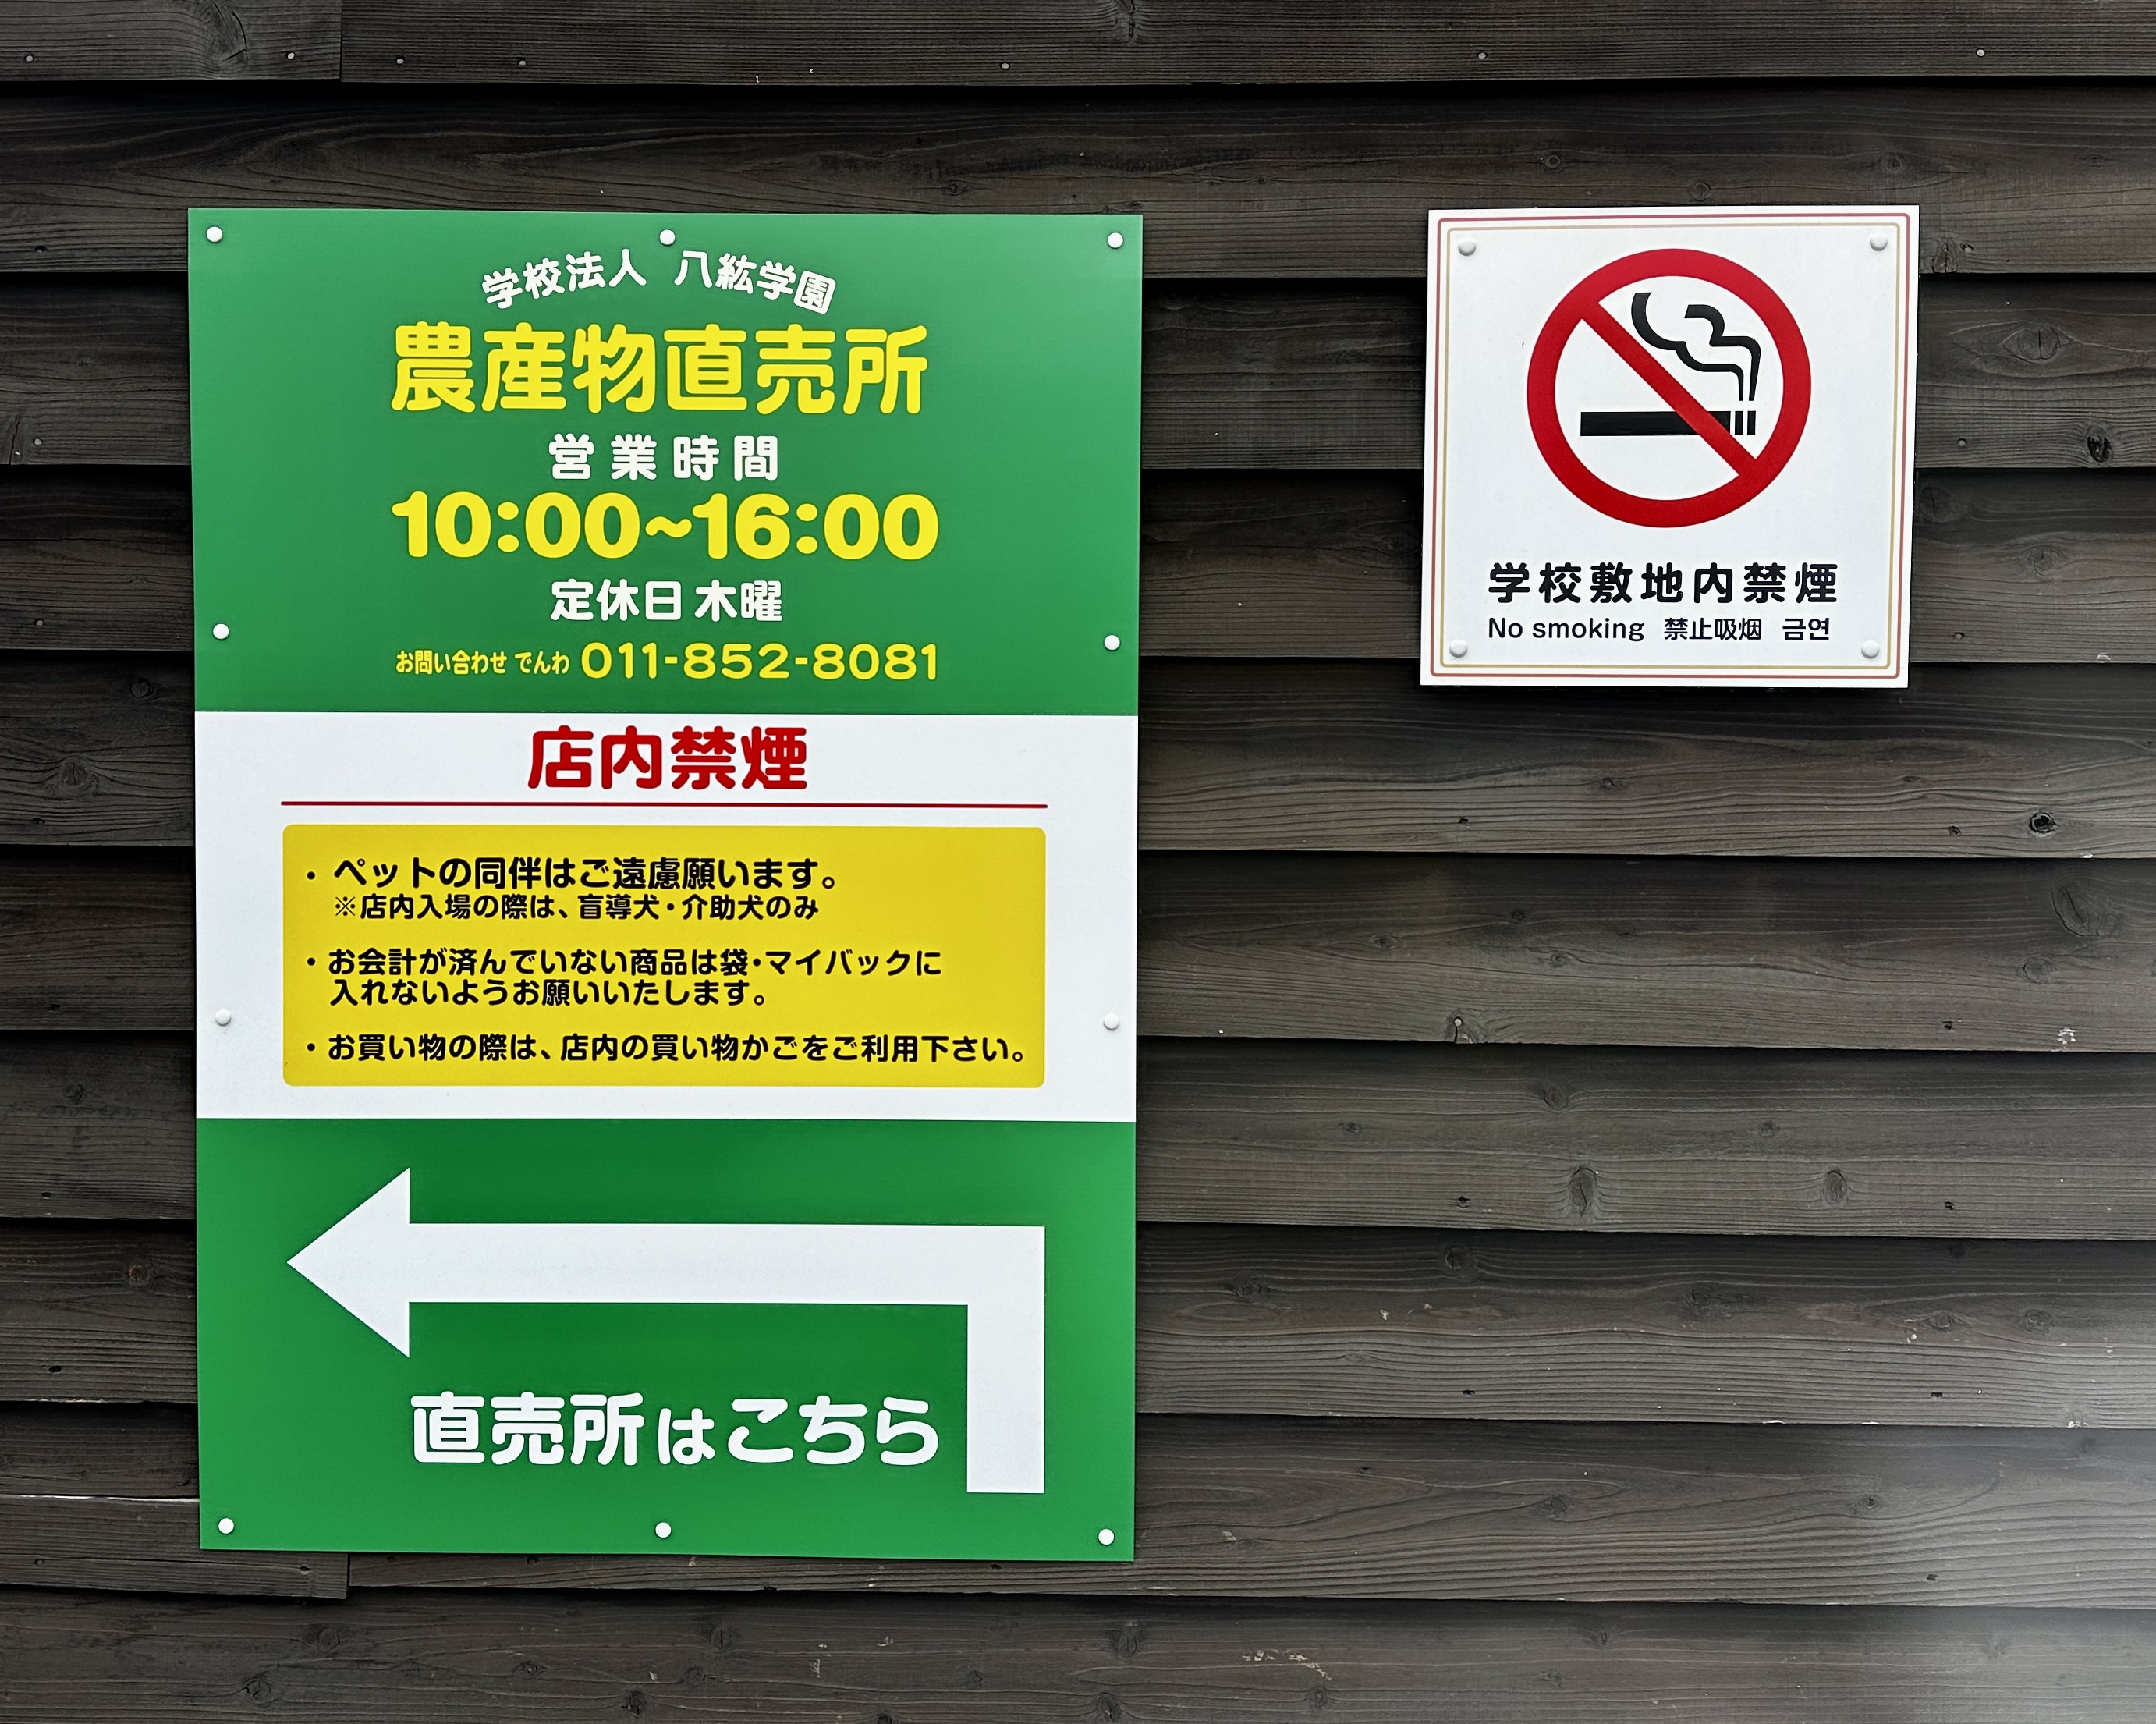 学校法人 八紘学園
農産物直売所
営業時間
10:00~16:00
定休日 木曜
お問い合わせ でんわ 011-852-8081
店内禁煙
・ペットの同伴はご遠慮願います。
※店内入場の際は、盲導犬・介助犬のみ
・お会計が済んでいない商品は袋・マイバックに
入れないようお願いいたします。
・お買い物の際は、店内の買い物かごをご利用下さい。
直売所はこちら
学校敷地内禁煙
No smoking 禁止吸烟 금연